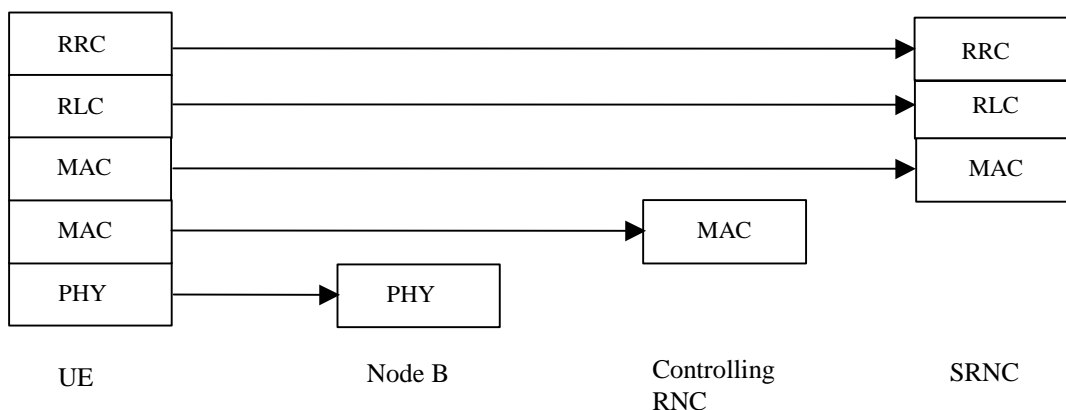 RRC
RRC
RLC
RLC
MAC
MAC
MAC
MAC
PHY
PHY
UE
Node B
Controlling
RNC
SRNC